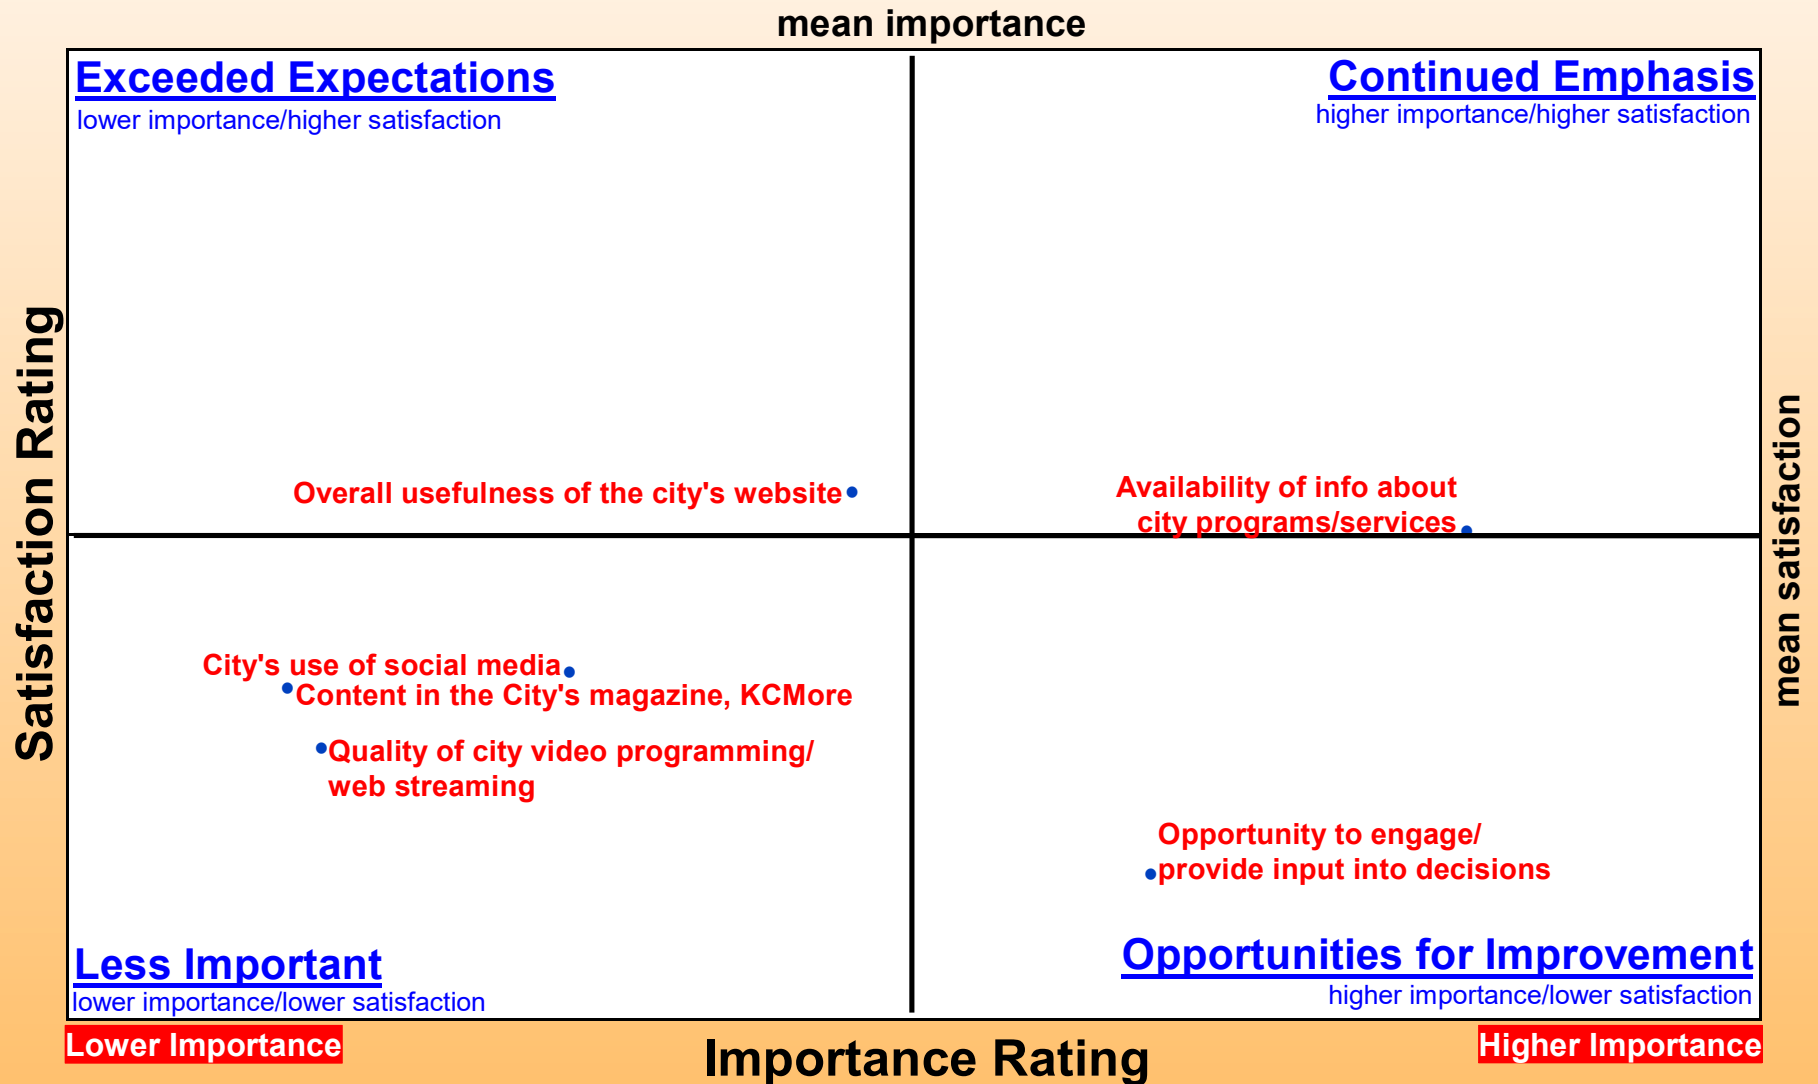 mean importance
Exceeded Expectations
lower importance/higher satisfaction
Continued Emphasis
higher importance/higher satisfaction
Satisfaction Rating
mean satisfaction
Overall usefulness of the city's website
Availability of info about
city programs/services
City's use of social media
Content in the City's magazine, KCMore
Quality of city video programming/
web streaming
Opportunity to engage/
provide input into decisions
Less Important
lower importance/lower satisfaction
Opportunities for Improvement
higher importance/lower satisfaction
Lower Importance
Importance Rating
Higher Importance